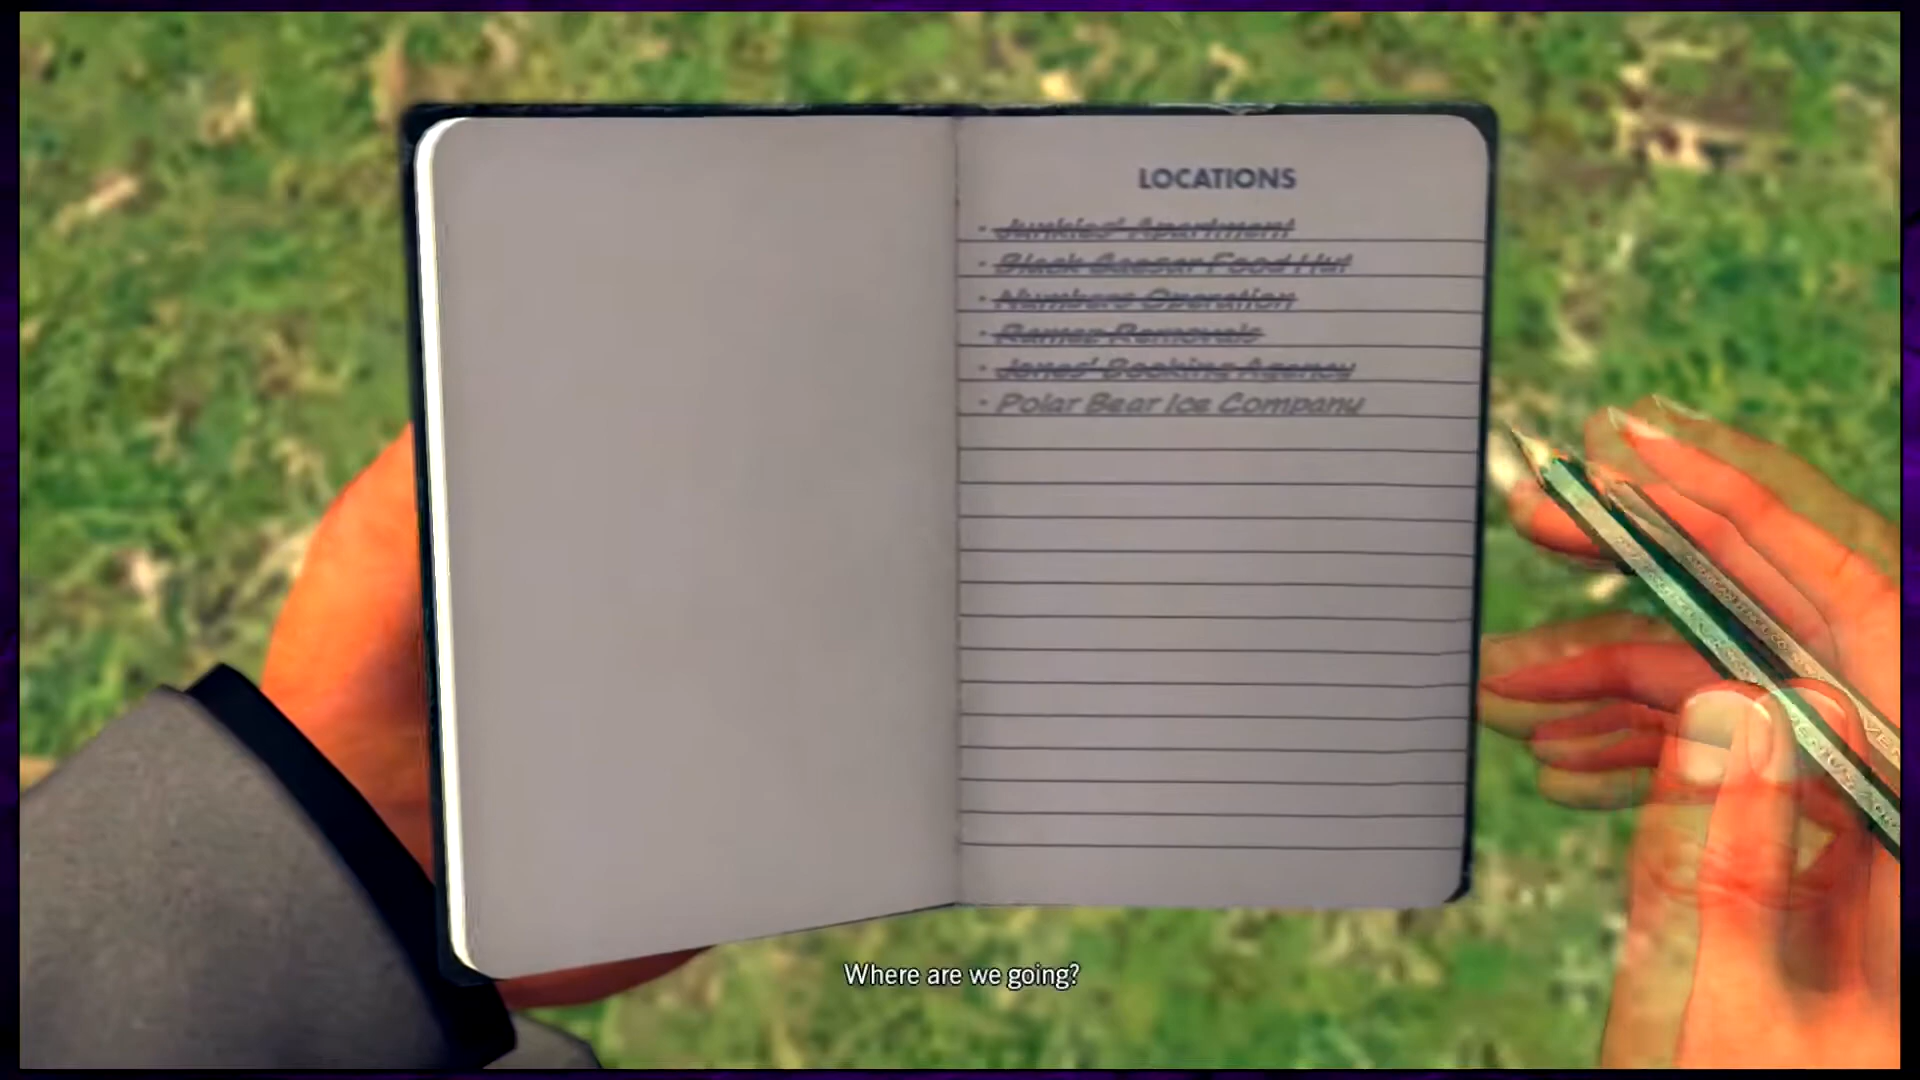 LOCATIONS
- Junkies' Apartment
- Black Caesar Food Hut
- Numbers Operation
- Ramez Removals
- Jones' Booking Agency
- Polar Bear Ice Company
Where are we going?